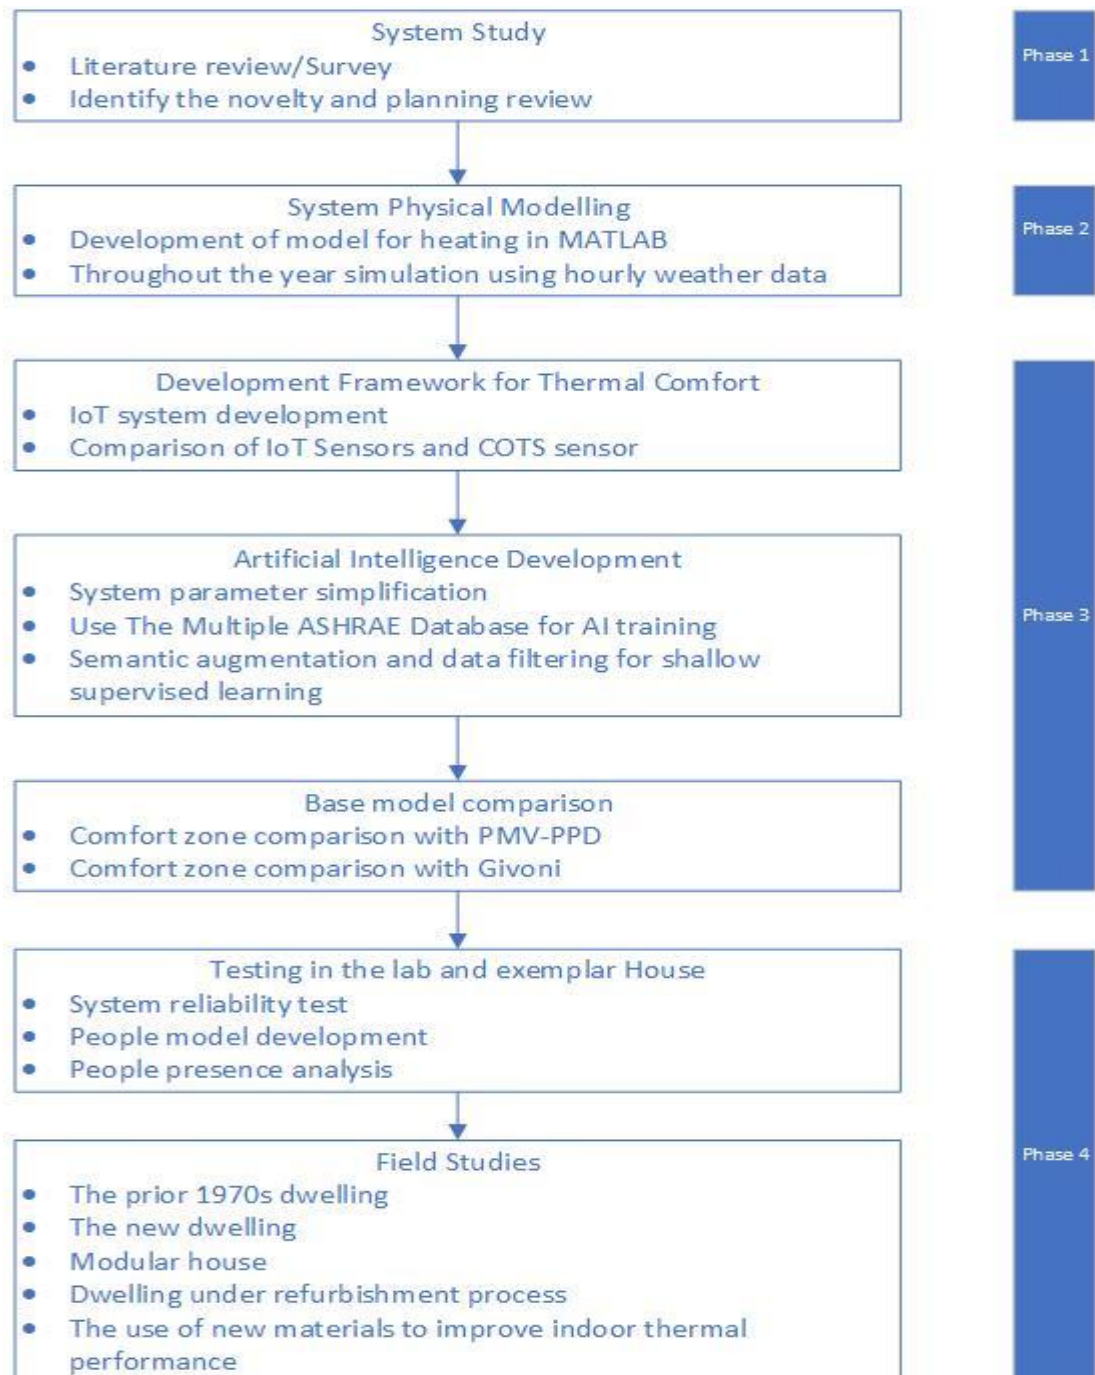 System Study
• Literature review/Survey
• Identify the novelty and planning review
Phase 1
System Physical Modelling
• Development of model for heating in MATLAB
• Throughout the year simulation using hourly weather data
Phase 2
Development Framework for Thermal Comfort
• IoT system development
• Comparison of IoT Sensors and COTS sensor
Artificial Intelligence Development
• System parameter simplification
• Use The Multiple ASHRAE Database for AI training
• Semantic augmentation and data filtering for shallow
supervised learning
Phase 3
Base model comparison
• Comfort zone comparison with PMV-PPD
• Comfort zone comparison with Givoni
Testing in the lab and exemplar House
• System reliability test
• People model development
• People presence analysis
Field Studies
• The prior 1970s dwelling
• The new dwelling
• Modular house
• Dwelling under refurbishment process
• The use of new materials to improve indoor thermal
performance
Phase 4